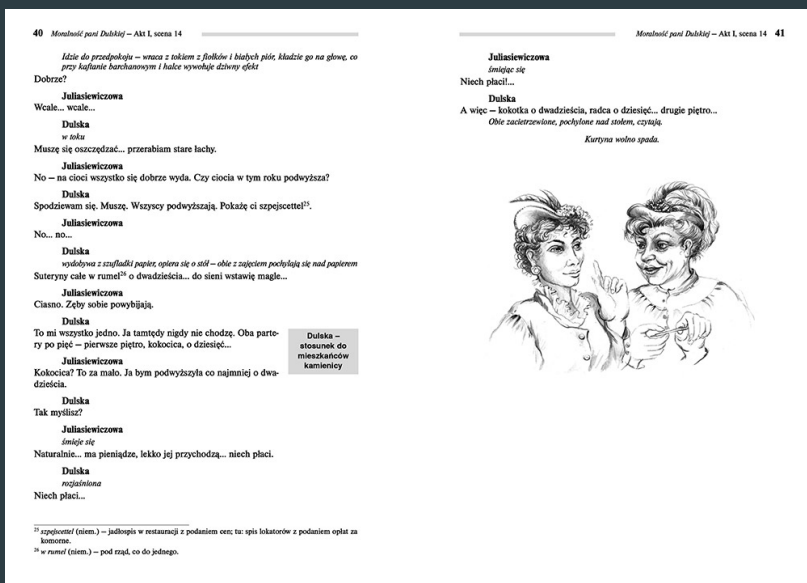 40 Moralność pani Dulskiej – Akt I, scena 14
Idzie do przedpokoju – wraca z tokiem z fiołków i białych piór, kładzie go na głowę, co
przy kaftanie barchanowym i halce wywołuje dziwny efekt
Dobrze?
Juliasiewiczowa
Wcale... wcale...
Dulska
w toku
Muszę się oszczędzać... przerabiam stare łachy.
Juliasiewiczowa
No – na cioci wszystko się dobrze wyda. Czy ciocia w tym roku podwyższa?
Dulska
Spodziewam się. Muszę. Wszyscy podwyższają. Pokażę ci szpejscettel²⁵.
Juliasiewiczowa
No... no...
Dulska
wydobywa z szufladki papier, opiera się o stół – obie z zajęciem pochylają się nad papierem
Suteryny całe w rumel²⁶ o dwadzieścia... do sieni wstawię magle...
Juliasiewiczowa
Ciasno. Zęby sobie powybijają.
Dulska
To mi wszystko jedno. Ja tamtędy nigdy nie chodzę. Oba parte-
ry po pięć – pierwsze piętro, kokocica, o dziesięć...
Juliasiewiczowa
Kokocica? To za mało. Ja bym podwyższyła co najmniej o dwa-
dzieścia.
Dulska
Tak myślisz?
Juliasiewiczowa
śmieje się
Naturalnie... ma pieniądze, lekko jej przychodzą... niech płaci.
Dulska
rozjaśniona
Niech płaci...
Dulska –
stosunek do
mieszkańców
kamienicy
²⁵ szpejscettel (niem.) – jadłospis w restauracji z podaniem cen; tu: spis lokatorów z podaniem opłat za
komorne.
²⁶ w rumel (niem.) – pod rząd, co do jednego.
Moralność pani Dulskiej – Akt I, scena 14 41
Juliasiewiczowa
śmiejąc się
Niech płaci!...
Dulska
A więc – kokotka o dwadzieścia, radca o dziesięć... drugie piętro...
Obie zacietrzewione, pochylone nad stołem, czytają.
Kurtyna wolno spada.